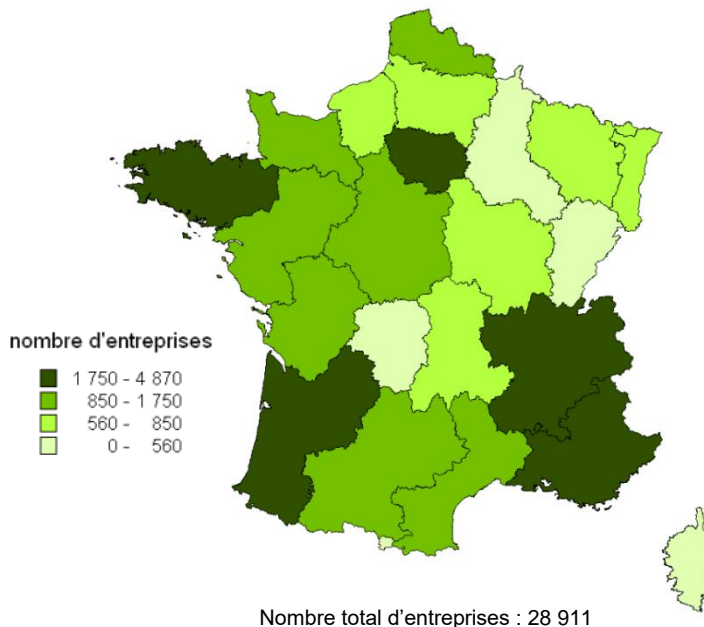 nombre d'entreprises
1 750 - 4 870
850 - 1 750
560 - 850
0 - 560
Nombre total d’entreprises : 28 911